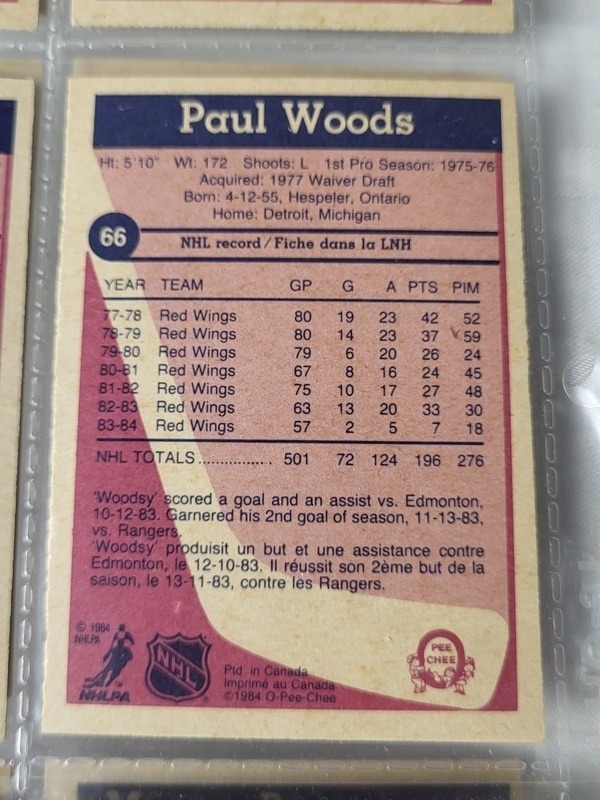 Paul Woods
Ht: 5'10" Wt: 172 Shoots: L 1st Pro Season: 1975-76
Acquired: 1977 Waiver Draft
Born: 4-12-55, Hespeler, Ontario
Home: Detroit, Michigan
66 NHL record/Fiche dans la LNH
YEAR TEAM GP G A PTS PIM
77-78 Red Wings 80 19 23 42 52
78-79 Red Wings 80 14 23 37 59
79-80 Red Wings 79 6 20 26 24
80-81 Red Wings 67 8 16 24 45
81-82 Red Wings 75 10 17 27 48
82-83 Red Wings 63 13 20 33 30
83-84 Red Wings 57 2 5 7 18
NHL TOTALS................ 501 72 124 196 276
'Woodsy' scored a goal and an assist vs. Edmonton,
10-12-83. Garnered his 2nd goal of season, 11-13-83,
vs. Rangers.
'Woodsy' produisit un but et une assistance contre
Edmonton, le 12-10-83. Il réussit son 2ème but de la
saison, le 13-11-83, contre les Rangers.
© 1984
NHLPA
TM
NHLPA
NHL
Ptd. in Canada
Imprimé au Canada
©1984 O-Pee-Chee
O
PEE
CHEE